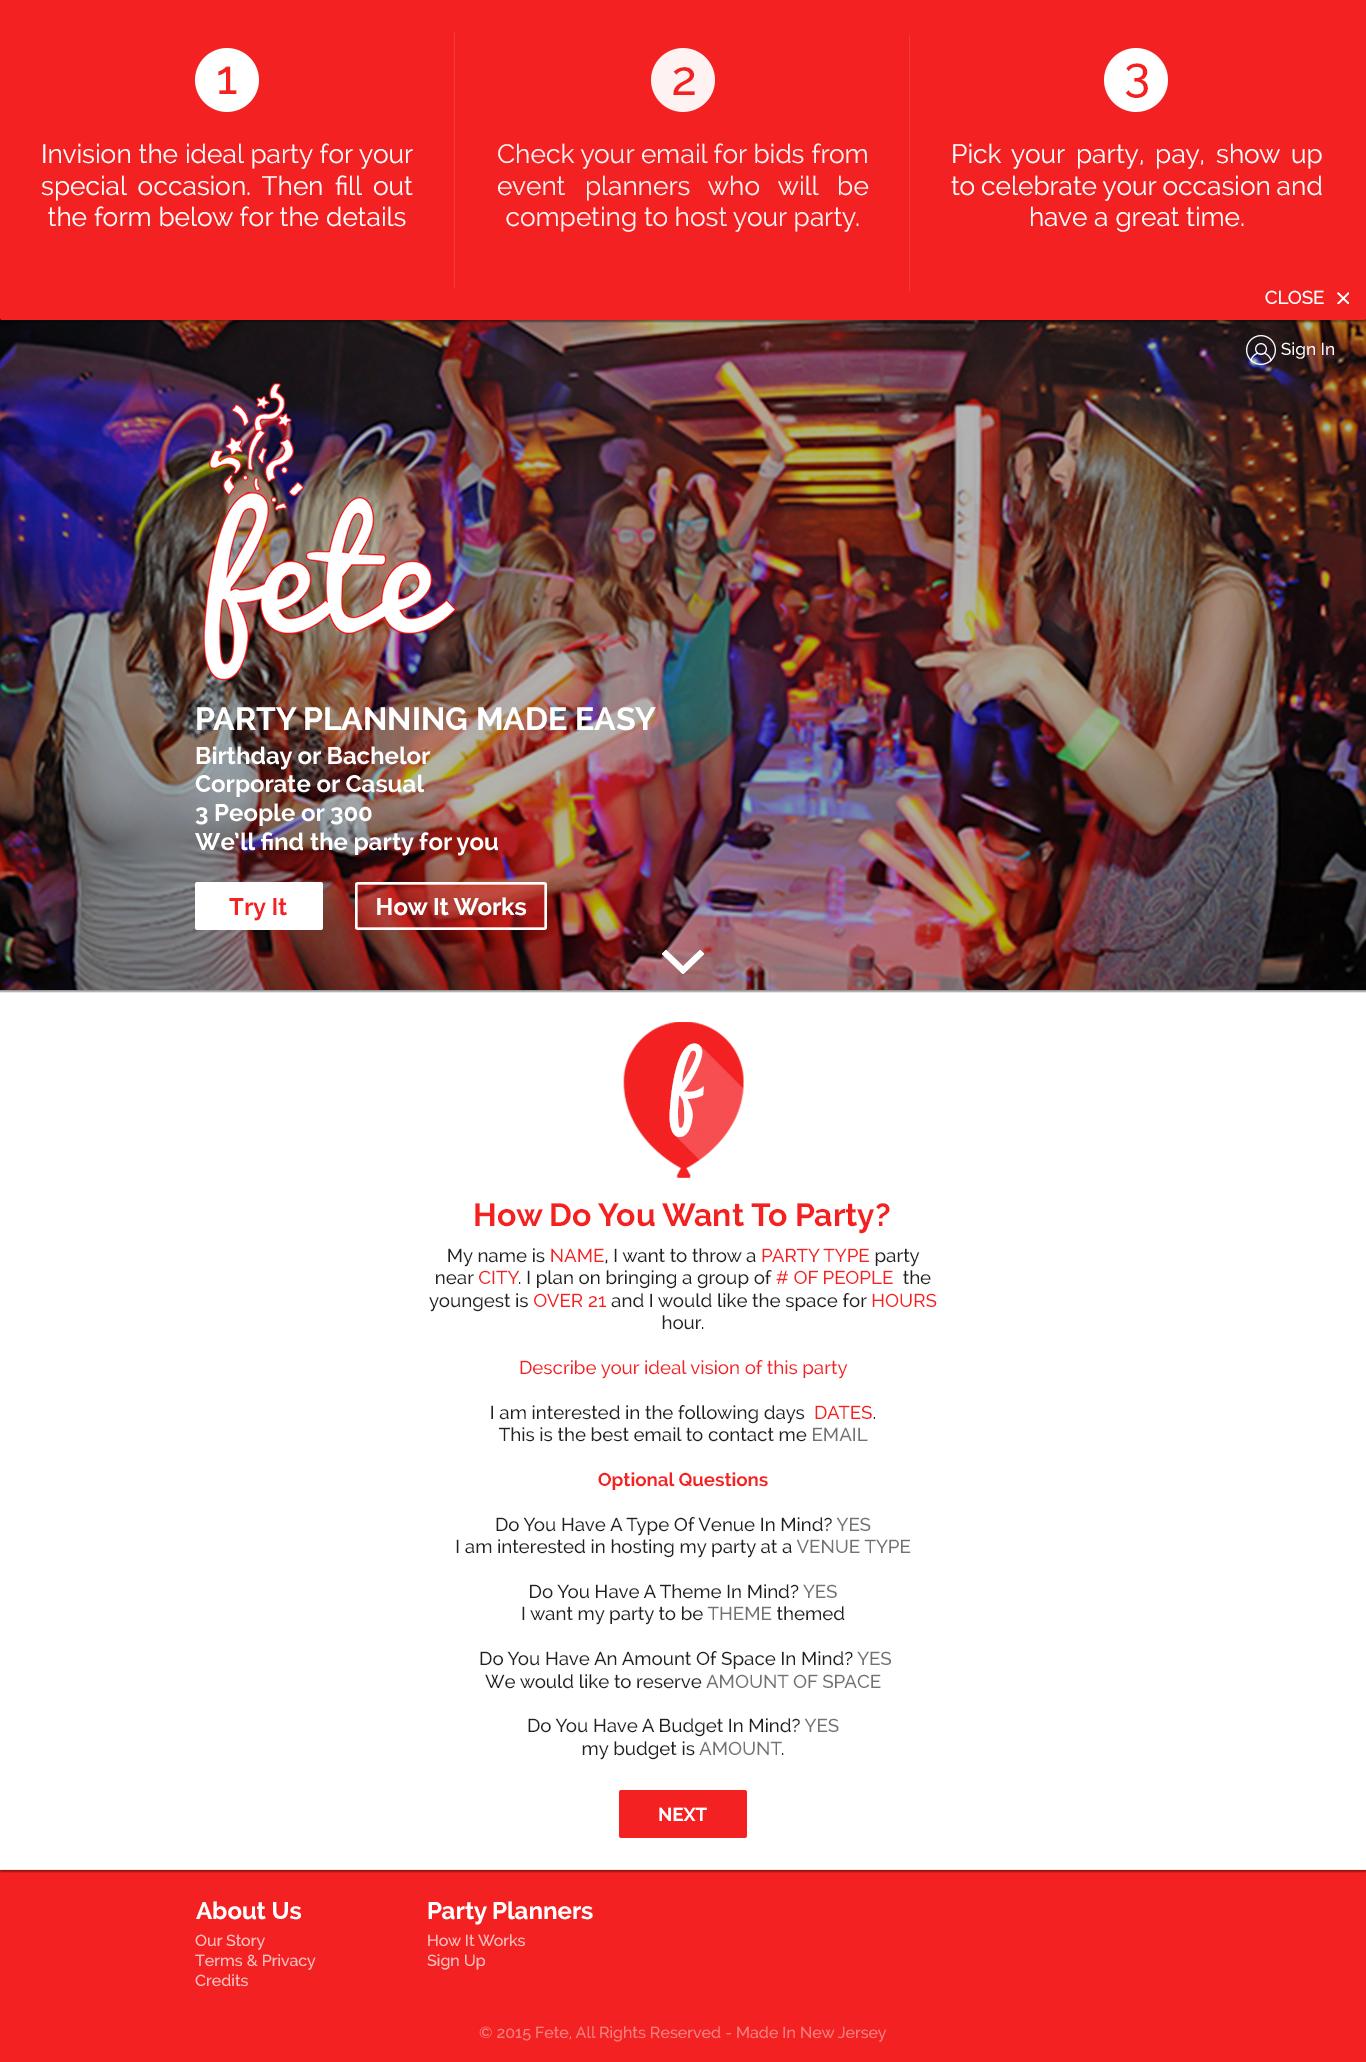 1
Invision the ideal party for your
special occasion. Then fill out
the form below for the details
2
Check your email for bids from
event planners who will be
competing to host your party.
3
Pick your party, pay, show up
to celebrate your occasion and
have a great time.
CLOSE ×
Sign In
fete
PARTY PLANNING MADE EASY
Birthday or Bachelor
Corporate or Casual
3 People or 300
We'll find the party for you
Try It
How It Works
f
How Do You Want To Party?
My name is NAME, I want to throw a PARTY TYPE party
near CITY. I plan on bringing a group of # OF PEOPLE the
youngest is OVER 21 and I would like the space for HOURS
hour.
Describe your ideal vision of this party
I am interested in the following days DATES.
This is the best email to contact me EMAIL
Optional Questions
Do You Have A Type Of Venue In Mind? YES
I am interested in hosting my party at a VENUE TYPE
Do You Have A Theme In Mind? YES
I want my party to be THEME themed
Do You Have An Amount Of Space In Mind? YES
We would like to reserve AMOUNT OF SPACE
Do You Have A Budget In Mind? YES
my budget is AMOUNT.
NEXT
About Us
Our Story
Terms & Privacy
Credits
Party Planners
How It Works
Sign Up
© 2015 Fete, All Rights Reserved - Made In New Jersey